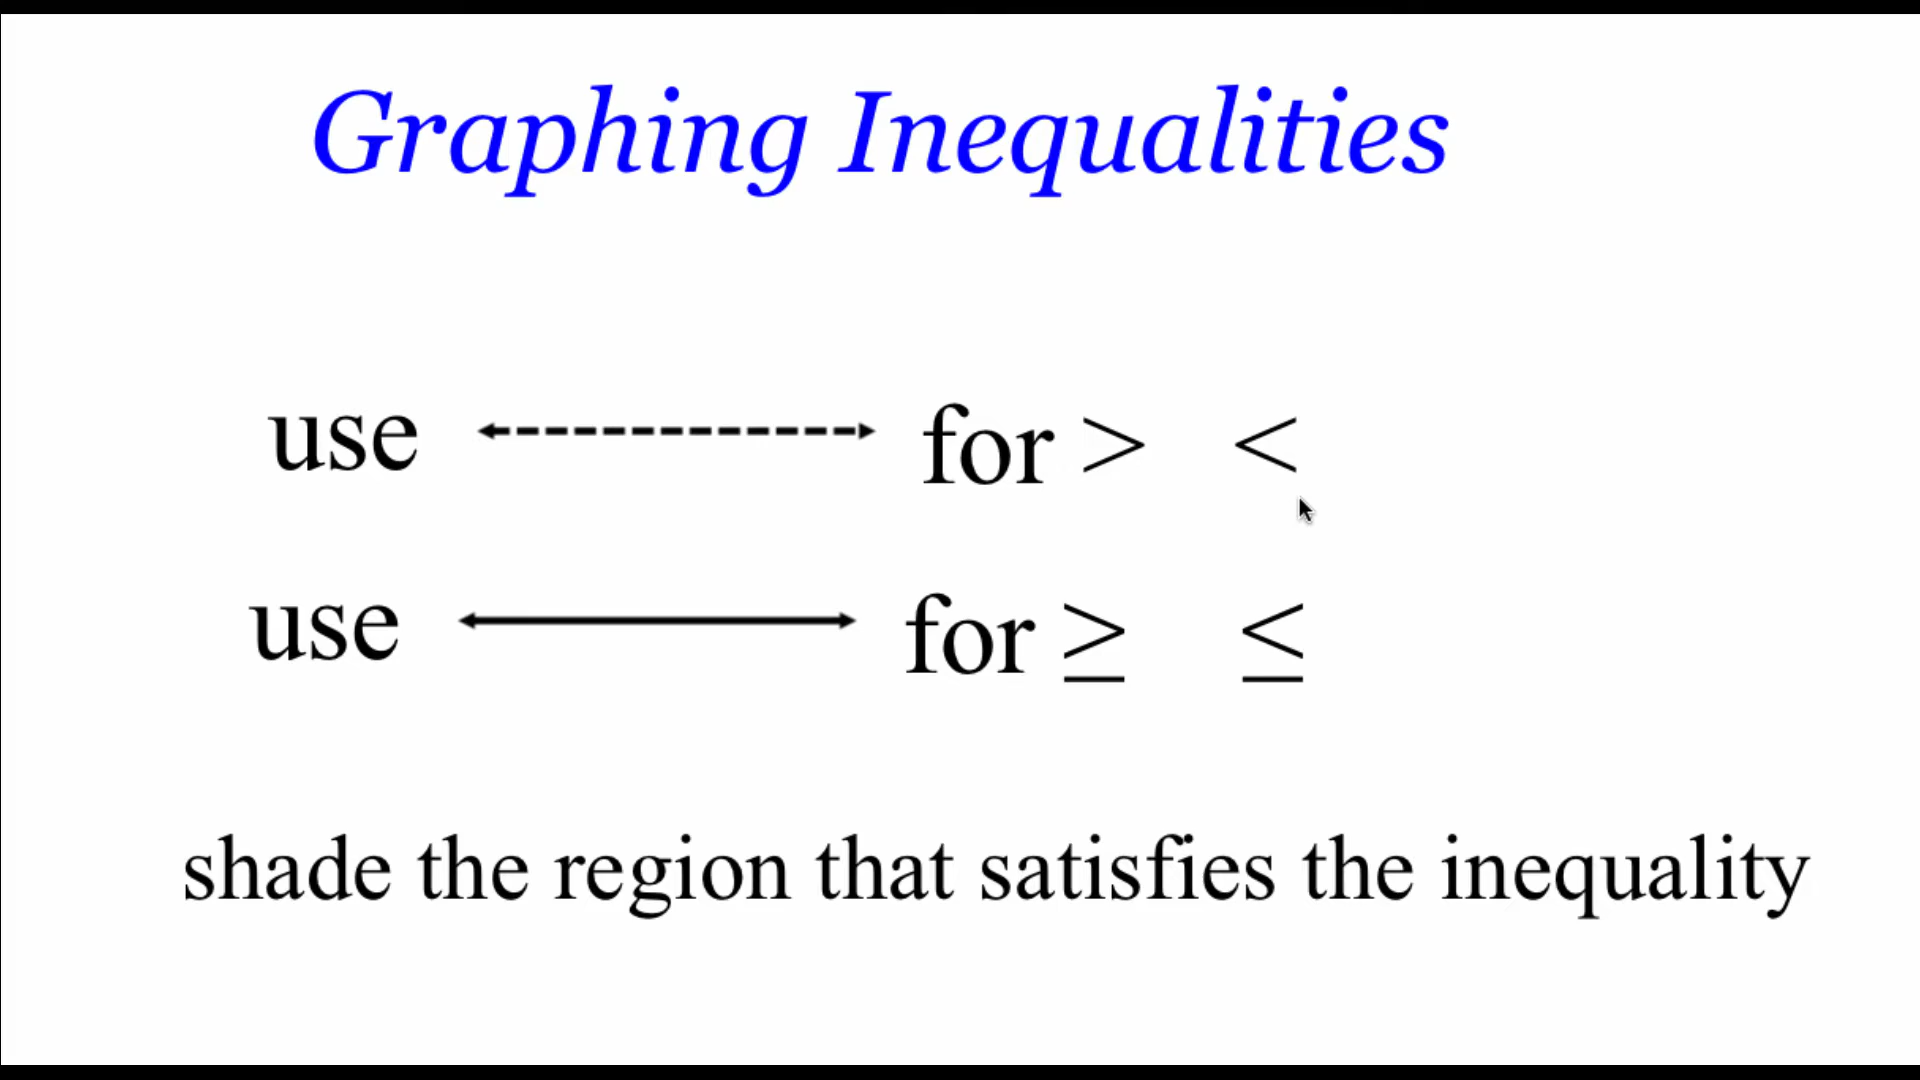 Graphing Inequalities
use for > <
use for ≥ ≤
shade the region that satisfies the inequality